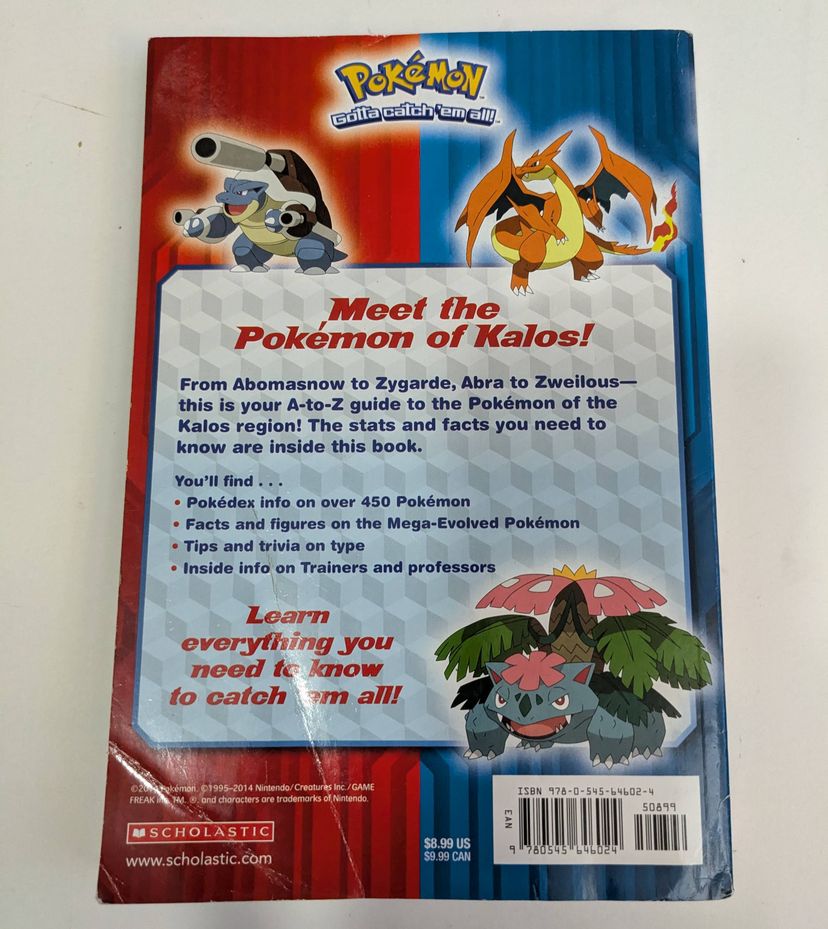 POKéMON
Gotta catch 'em all!
Meet the
Pokémon of Kalos!
From Abomasnow to Zygarde, Abra to Zweilous—
this is your A-to-Z guide to the Pokémon of the
Kalos region! The stats and facts you need to
know are inside this book.
You'll find . . .
• Pokédex info on over 450 Pokémon
• Facts and figures on the Mega-Evolved Pokémon
• Tips and trivia on type
• Inside info on Trainers and professors
Learn
everything you
need to know
to catch 'em all!
Pokémon. ©1995–2014 Nintendo/Creatures Inc./GAME
FREAK inc. TM, ®, and characters are trademarks of Nintendo.
SCHOLASTIC
www.scholastic.com
$8.99 US
$9.99 CAN
ISBN 978-0-545-64602-4
50899
EAN
9 780545 646024